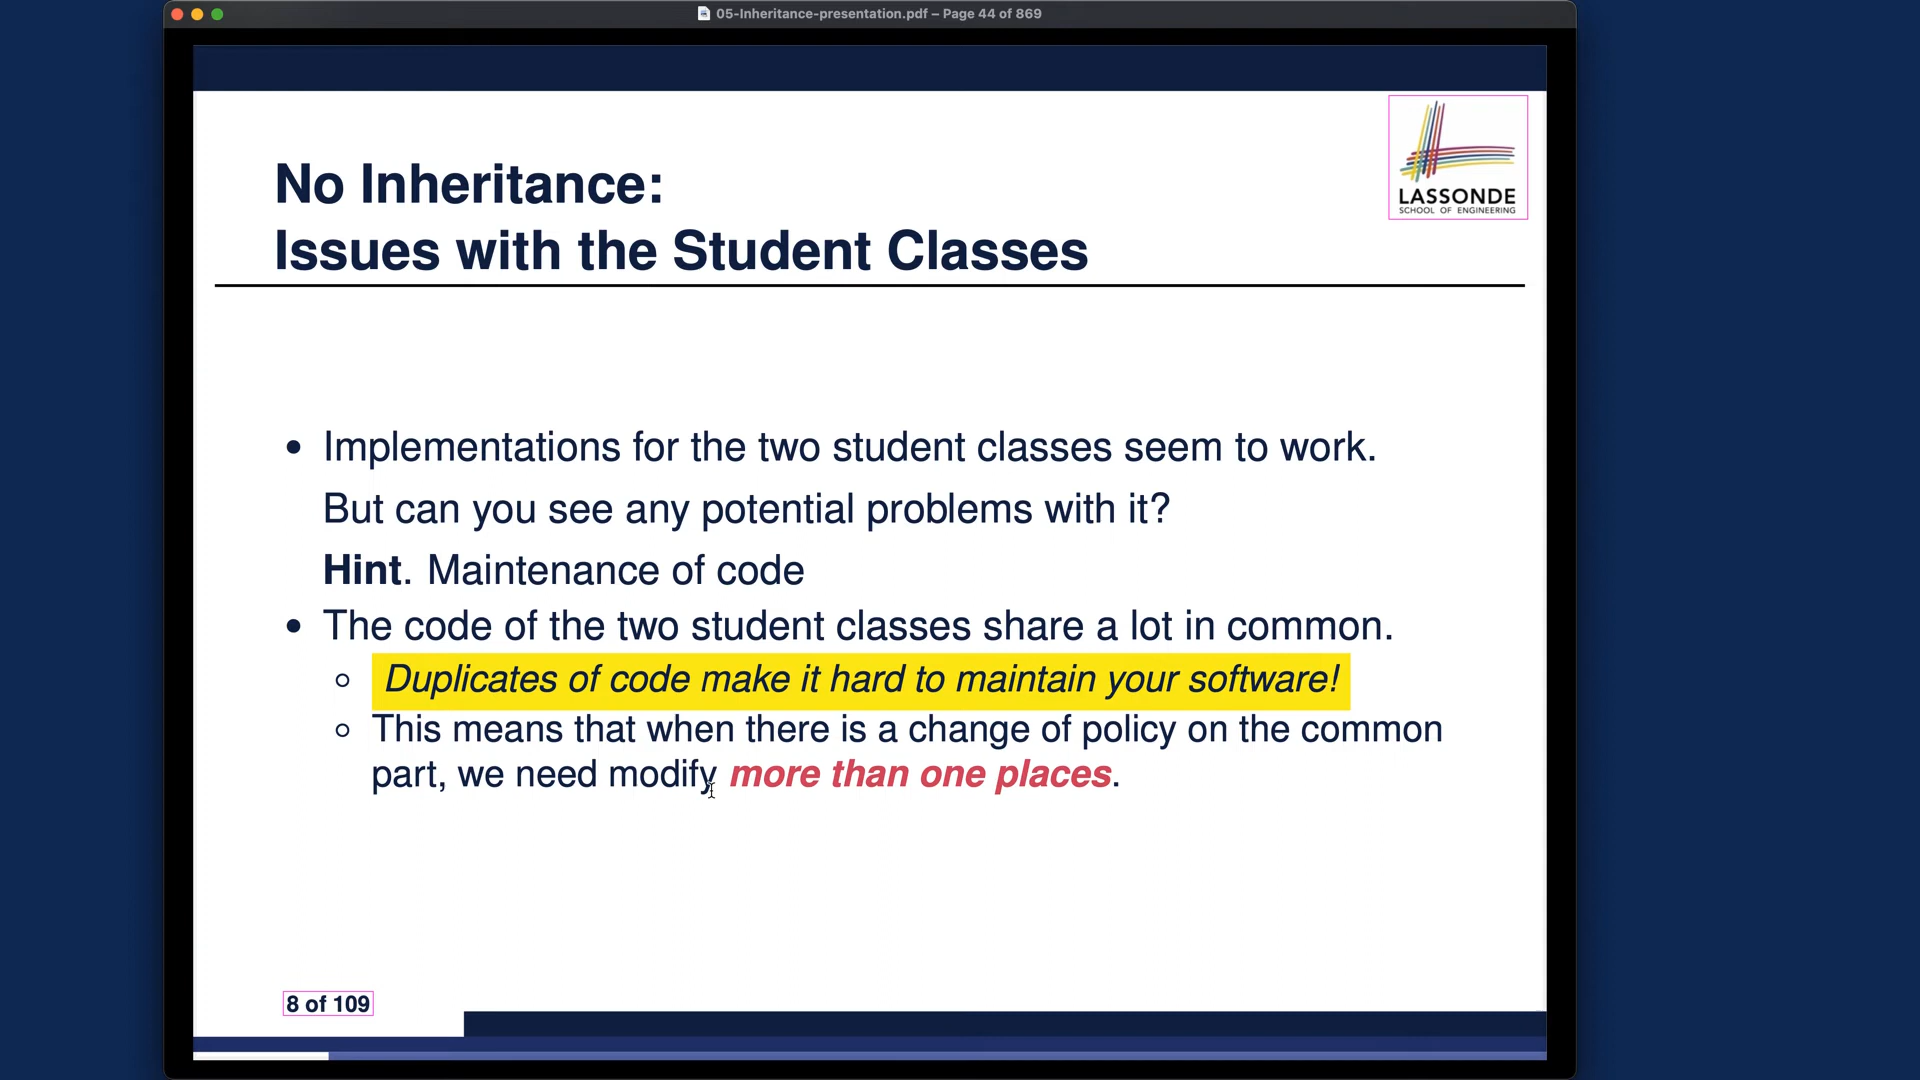 05-Inheritance-presentation.pdf – Page 44 of 869
LASSONDE
SCHOOL OF ENGINEERING
No Inheritance:
Issues with the Student Classes
• Implementations for the two student classes seem to work.
But can you see any potential problems with it?
Hint. Maintenance of code
• The code of the two student classes share a lot in common.
○ Duplicates of code make it hard to maintain your software!
○ This means that when there is a change of policy on the common
part, we need modify more than one places.
8 of 109